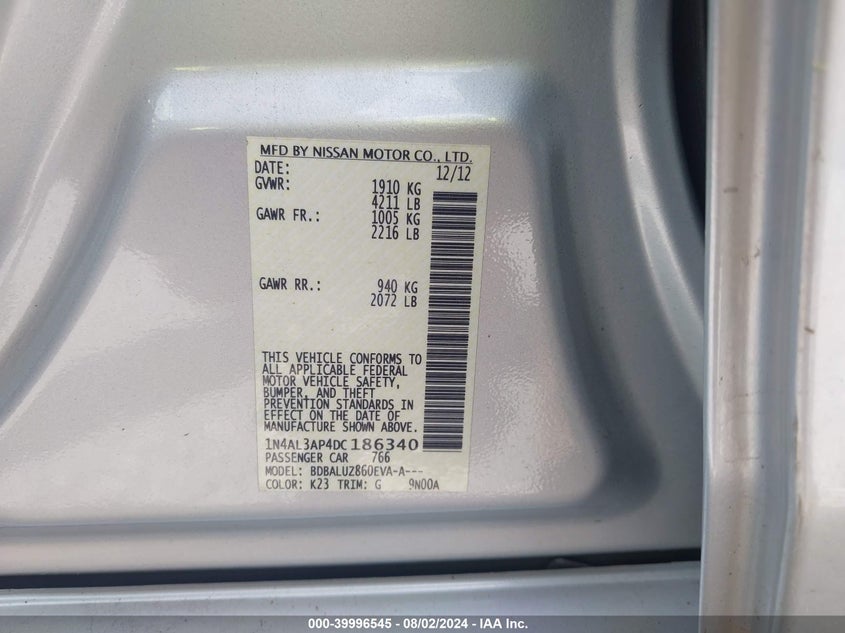 MFD BY NISSAN MOTOR CO., LTD.
DATE: 12/12
GVWR: 1910 KG
4211 LB
GAWR FR.: 1005 KG
2216 LB
GAWR RR.: 940 KG
2072 LB
THIS VEHICLE CONFORMS TO
ALL APPLICABLE FEDERAL
MOTOR VEHICLE SAFETY,
BUMPER, AND THEFT
PREVENTION STANDARDS IN
EFFECT ON THE DATE OF
MANUFACTURE SHOWN ABOVE.
1N4AL3AP4DC186340
PASSENGER CAR 766
MODEL: BDBALUZ860EVA-A---
COLOR: K23 TRIM: G 9N00A
000-39996545 - 08/02/2024 - IAA Inc.